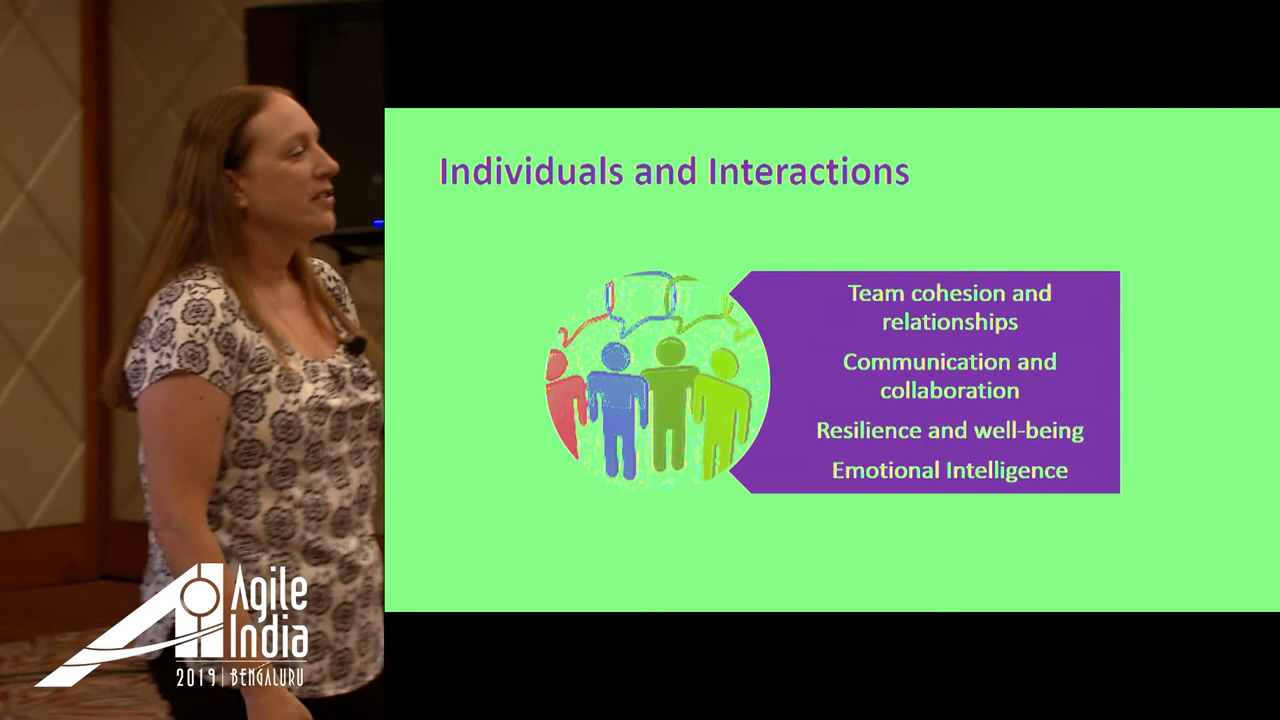 Individuals and Interactions
Team cohesion and
relationships
Communication and
collaboration
Resilience and well-being
Emotional Intelligence
Agile
India
2019 | BENGALURU